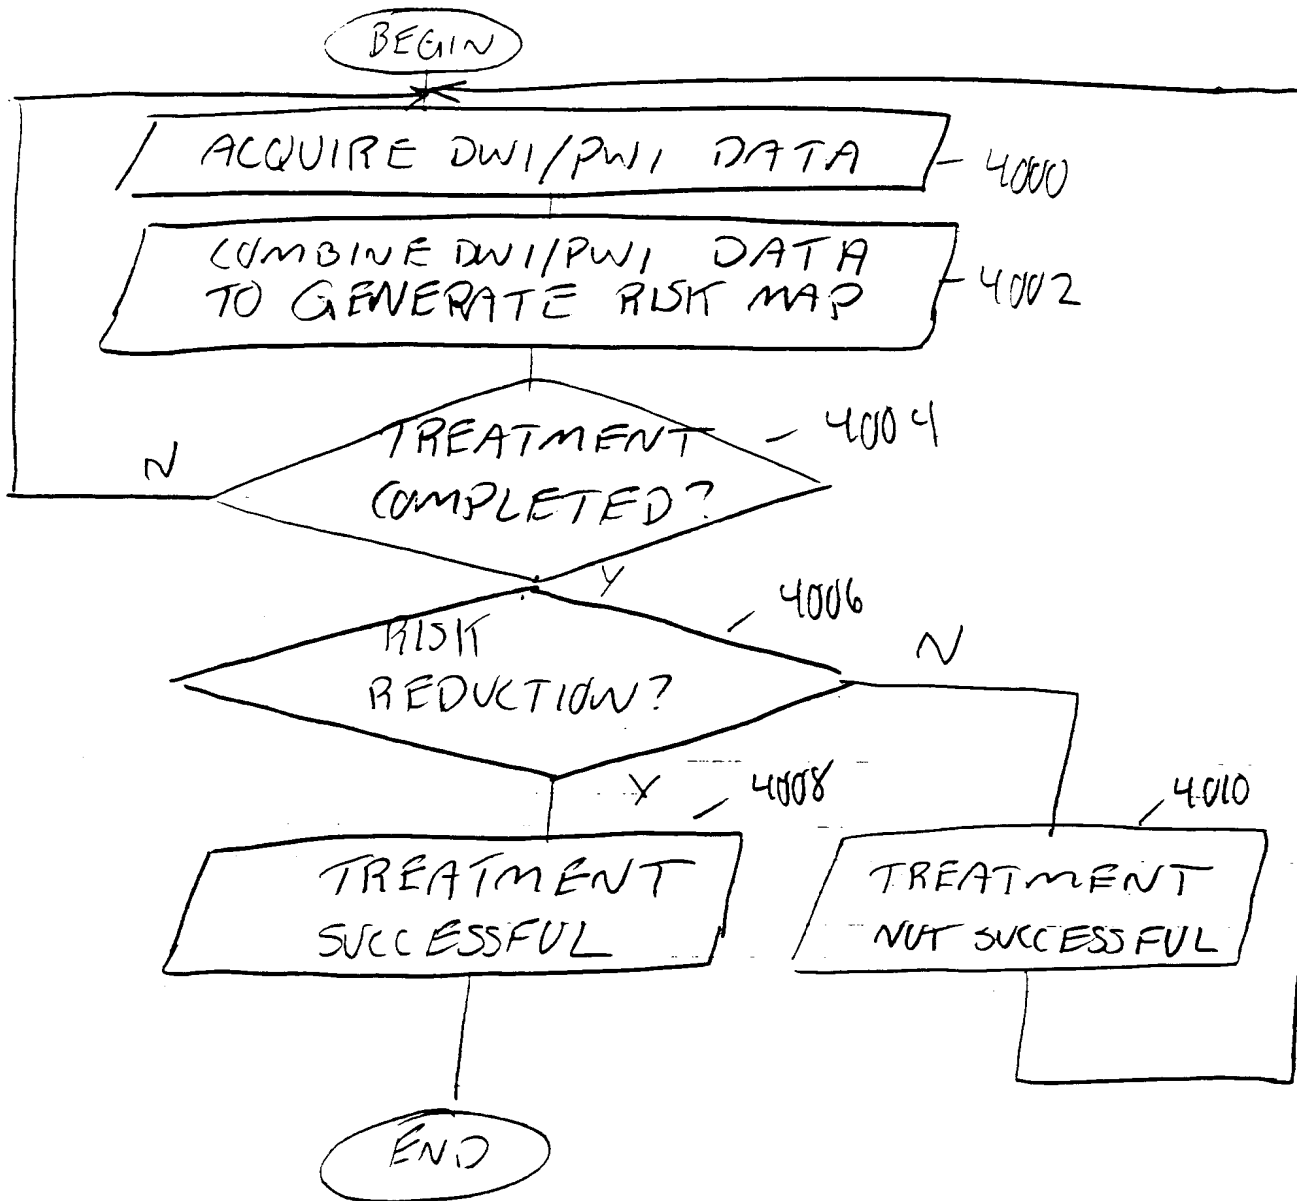 BEGIN
ACQUIRE DWI/PWI DATA
4000
COMBINE DWI/PWI DATA
TO GENERATE RISK MAP
4002
TREATMENT
COMPLETED?
4004
N
Y
RISK
REDUCTION?
4006
N
Y
4008
4010
TREATMENT
SUCCESSFUL
TREATMENT
NOT SUCCESSFUL
END